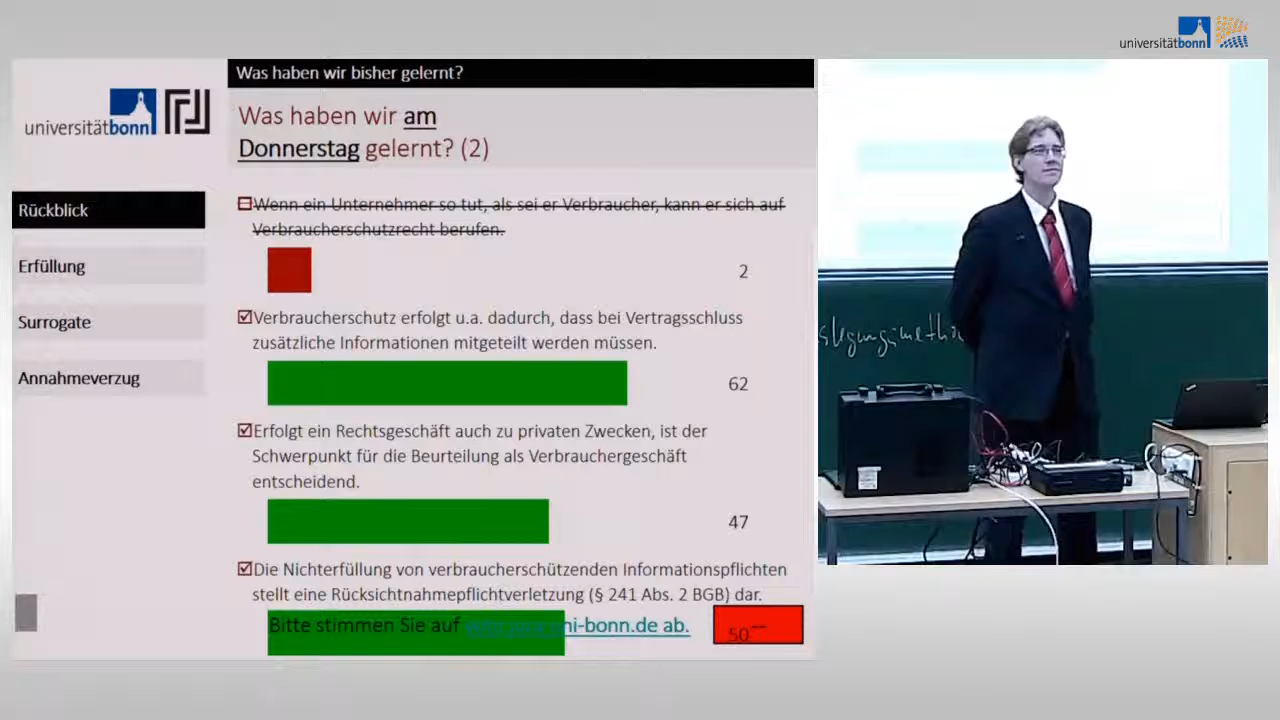 universitätbonn
Was haben wir bisher gelernt?
universitätbonn
Was haben wir am
Donnerstag gelernt? (2)
Rückblick
Erfüllung
Surrogate
Annahmeverzug
Wenn ein Unternehmer so tut, als sei er Verbraucher, kann er sich auf
Verbraucherschutzrecht berufen.
2
Verbraucherschutz erfolgt u.a. dadurch, dass bei Vertragsschluss
zusätzliche Informationen mitgeteilt werden müssen.
62
Erfolgt ein Rechtsgeschäft auch zu privaten Zwecken, ist der
Schwerpunkt für die Beurteilung als Verbrauchergeschäft
entscheidend.
47
Die Nichterfüllung von verbraucherschützenden Informationspflichten
stellt eine Rücksichtnahmepflichtverletzung (§ 241 Abs. 2 BGB) dar.
Bitte stimmen Sie auf uni-bonn.de ab.
50